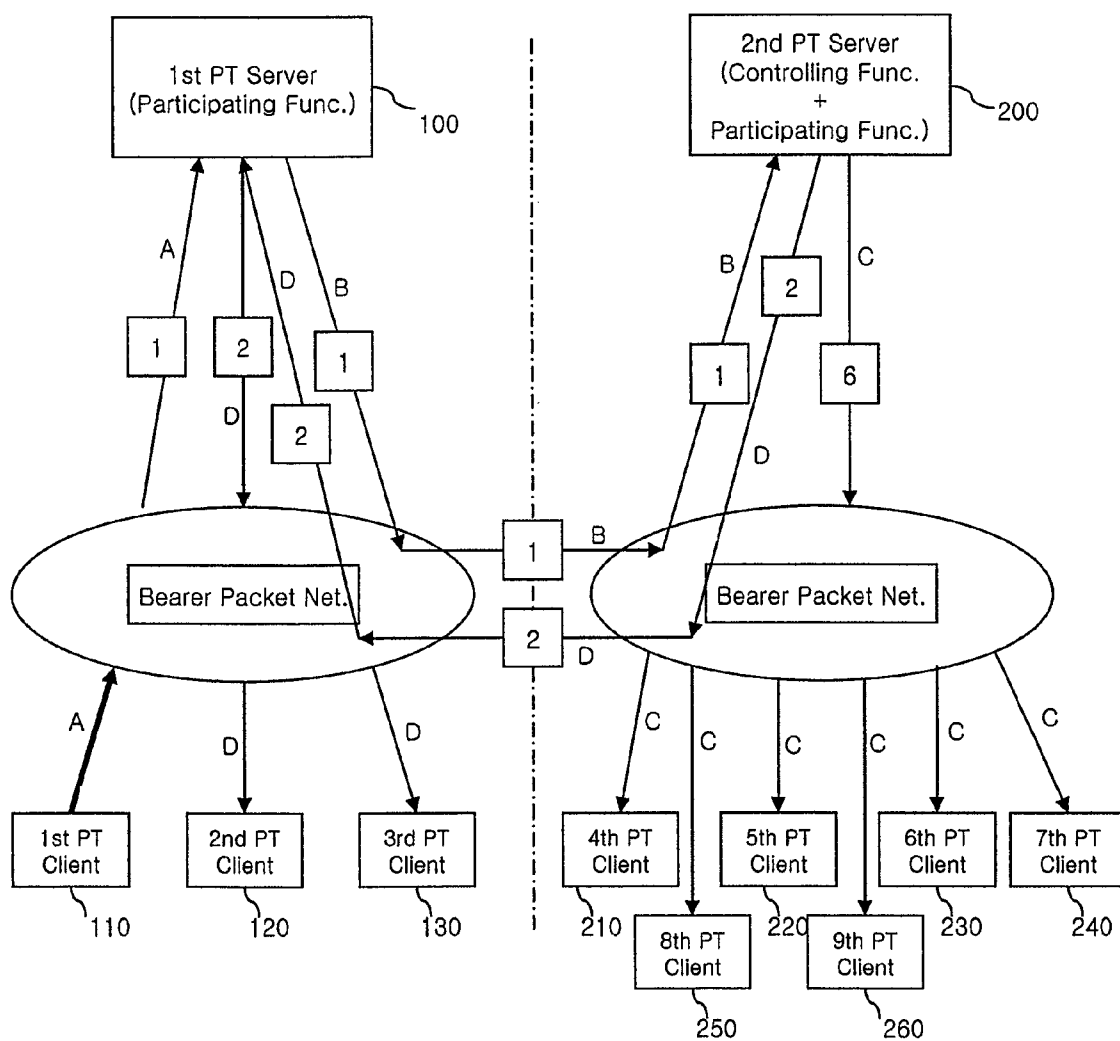 1st PT Server
(Participating Func.)
100
2nd PT Server
(Controlling Func.
+
Participating Func.)
200
A
D
B
B
C
2
1
2
1
1
6
2
D
D
1
B
Bearer Packet Net.
Bearer Packet Net.
2
D
A
D
D
C
C
C
C
C
C
1st PT
Client
2nd PT
Client
3rd PT
Client
4th PT
Client
5th PT
Client
6th PT
Client
7th PT
Client
110
120
130
210
220
230
240
8th PT
Client
9th PT
Client
250
260